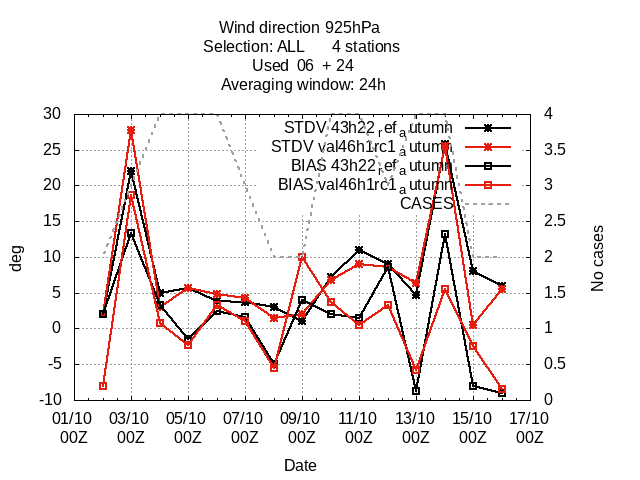 Wind direction 925hPa
Selection: ALL 4 stations
Used 06 + 24
Averaging window: 24h
STDV 43h22_ref_autumn
STDV val46h1rc1_autumn
BIAS 43h22_ref_autumn
BIAS val46h1rc1_autumn
CASES
30
25
20
15
10
5
0
-5
-10
deg
4
3.5
3
2.5
2
1.5
1
0.5
0
No cases
01/10 03/10 05/10 07/10 09/10 11/10 13/10 15/10 17/10
00Z 00Z 00Z 00Z 00Z 00Z 00Z 00Z 00Z
Date